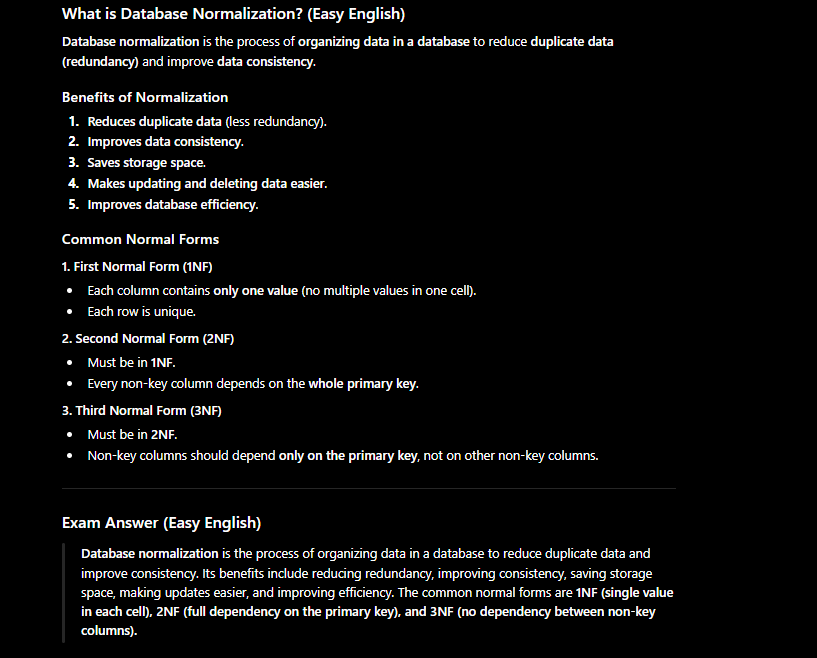 What is Database Normalization? (Easy English)
Database normalization is the process of organizing data in a database to reduce duplicate data
(redundancy) and improve data consistency.
Benefits of Normalization
1. Reduces duplicate data (less redundancy).
2. Improves data consistency.
3. Saves storage space.
4. Makes updating and deleting data easier.
5. Improves database efficiency.
Common Normal Forms
1. First Normal Form (1NF)
• Each column contains only one value (no multiple values in one cell).
• Each row is unique.
2. Second Normal Form (2NF)
• Must be in 1NF.
• Every non-key column depends on the whole primary key.
3. Third Normal Form (3NF)
• Must be in 2NF.
• Non-key columns should depend only on the primary key, not on other non-key columns.
Exam Answer (Easy English)
Database normalization is the process of organizing data in a database to reduce duplicate data and
improve consistency. Its benefits include reducing redundancy, improving consistency, saving storage
space, making updates easier, and improving efficiency. The common normal forms are 1NF (single value
in each cell), 2NF (full dependency on the primary key), and 3NF (no dependency between non-key
columns).